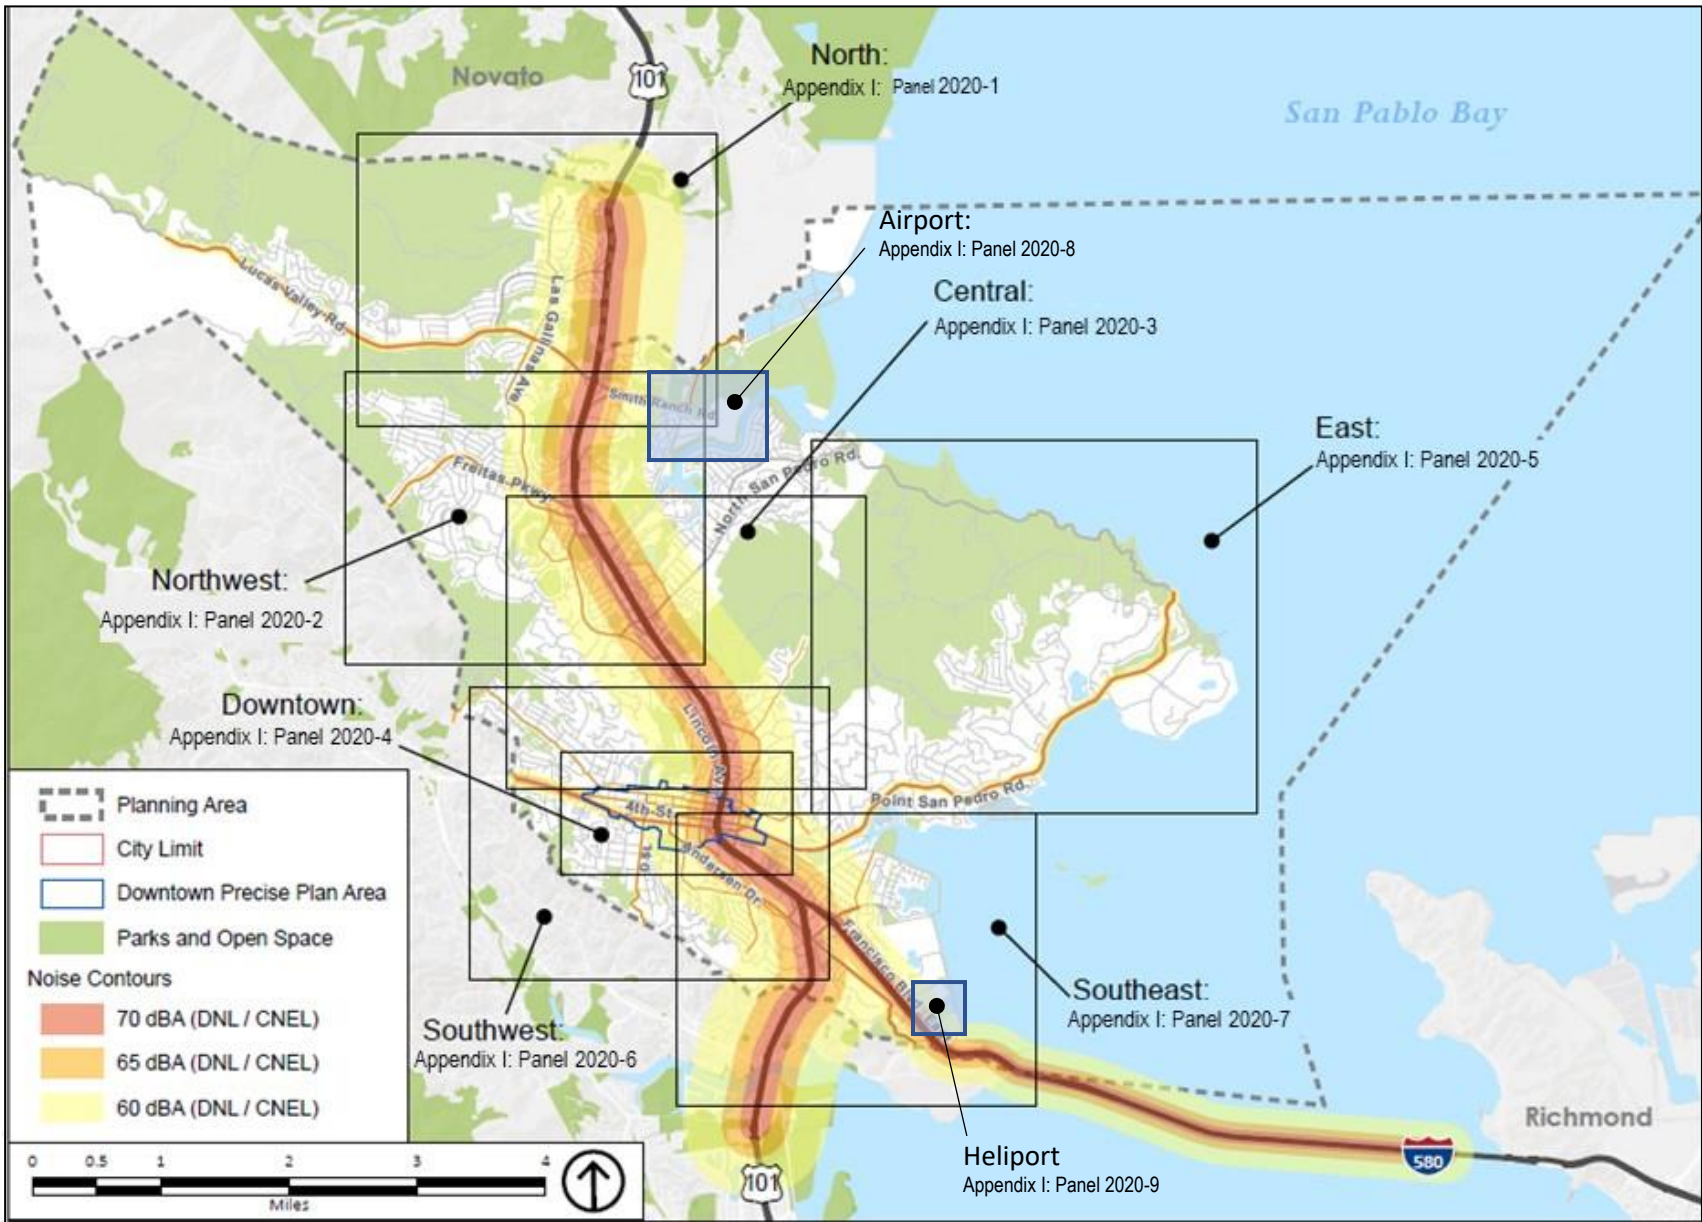 Novato
101
North:
Appendix I: Panel 2020-1
San Pablo Bay
Airport:
Appendix I: Panel 2020-8
Central:
Appendix I: Panel 2020-3
Lucas Valley Rd.
Las Gallinas Ave.
Smith Ranch Rd.
East:
Appendix I: Panel 2020-5
Freitas Pkwy.
North San Pedro Rd.
Northwest:
Appendix I: Panel 2020-2
Downtown:
Appendix I: Panel 2020-4
Lincoln Av
Point San Pedro Rd.
4th St.
Andersen Dr.
Francisco Blvd
Planning Area
City Limit
Downtown Precise Plan Area
Parks and Open Space
Noise Contours
70 dBA (DNL / CNEL)
65 dBA (DNL / CNEL)
60 dBA (DNL / CNEL)
Southwest:
Appendix I: Panel 2020-6
Southeast:
Appendix I: Panel 2020-7
Richmond
580
Heliport
Appendix I: Panel 2020-9
101
0 0.5 1 2 3 4
Miles